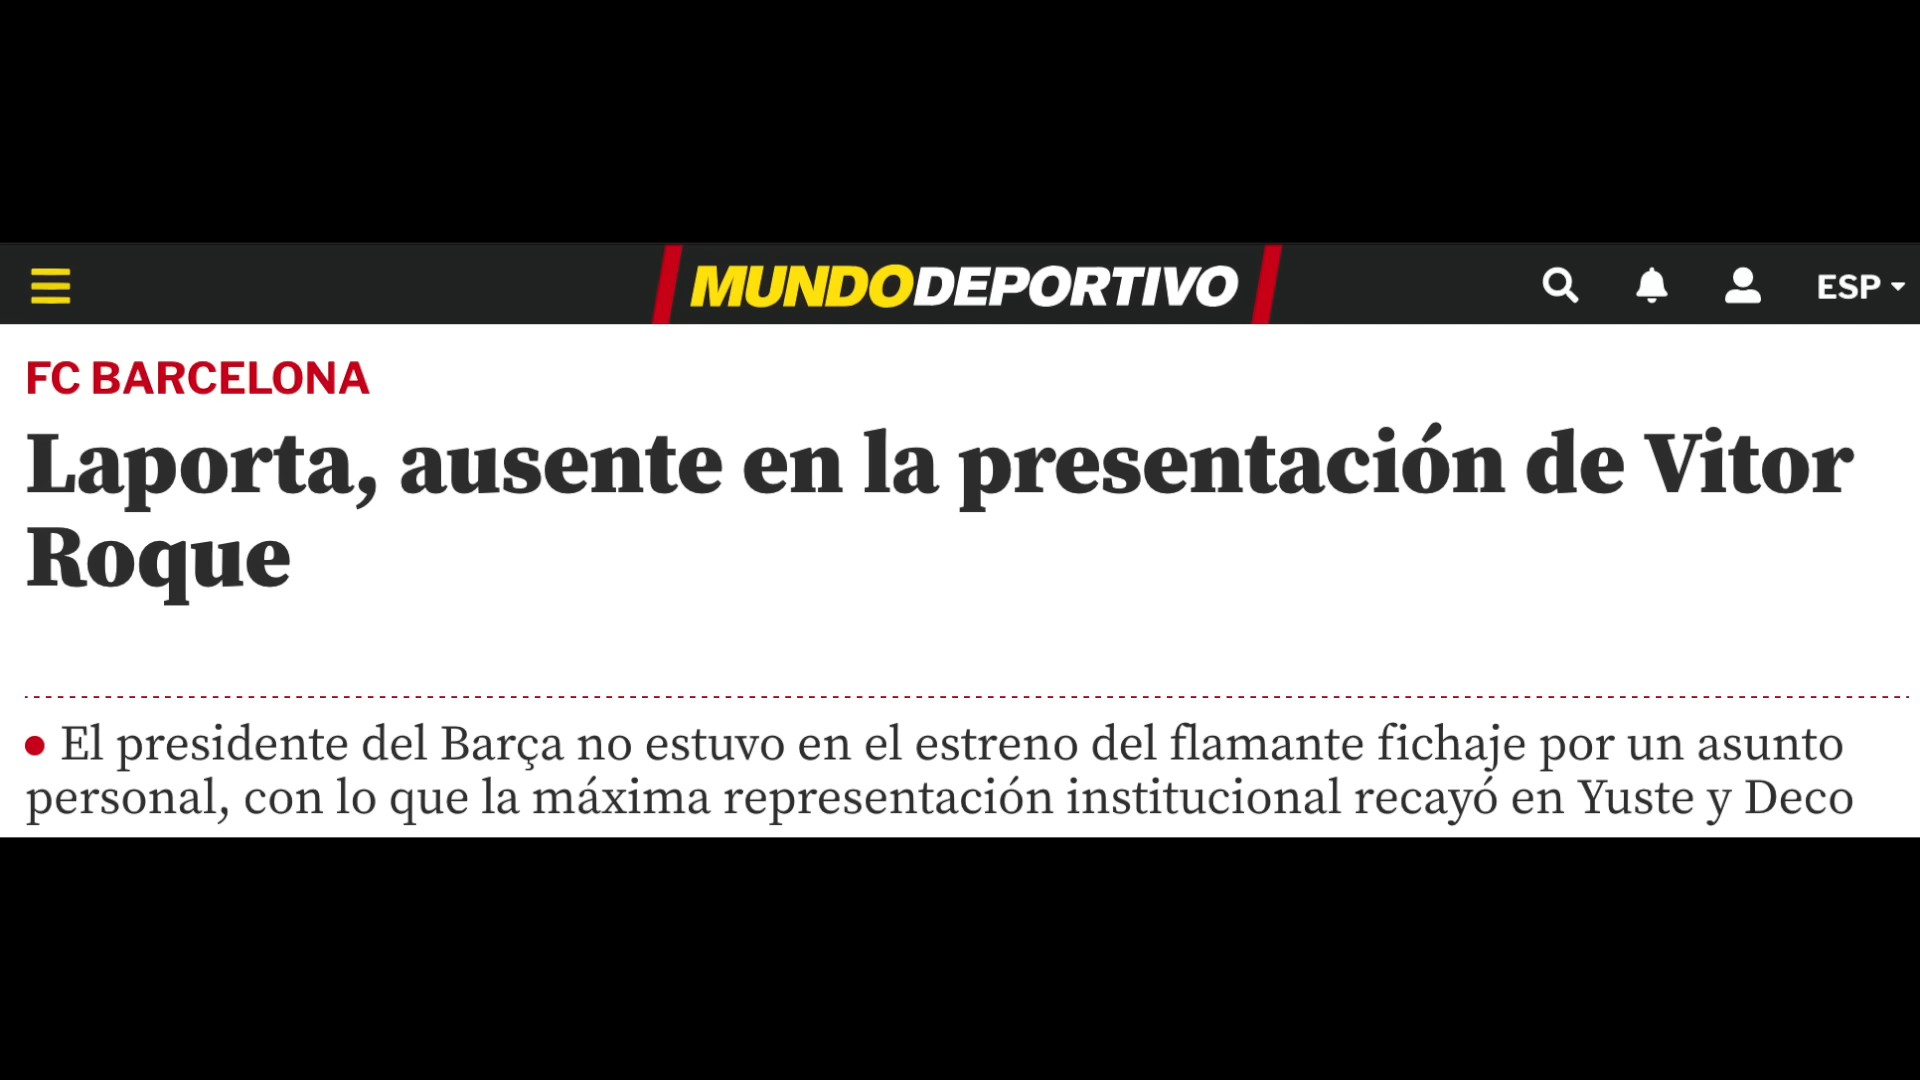 MUNDODEPORTIVO
ESP
FC BARCELONA
Laporta, ausente en la presentación de Vitor
Roque
• El presidente del Barça no estuvo en el estreno del flamante fichaje por un asunto
personal, con lo que la máxima representación institucional recayó en Yuste y Deco